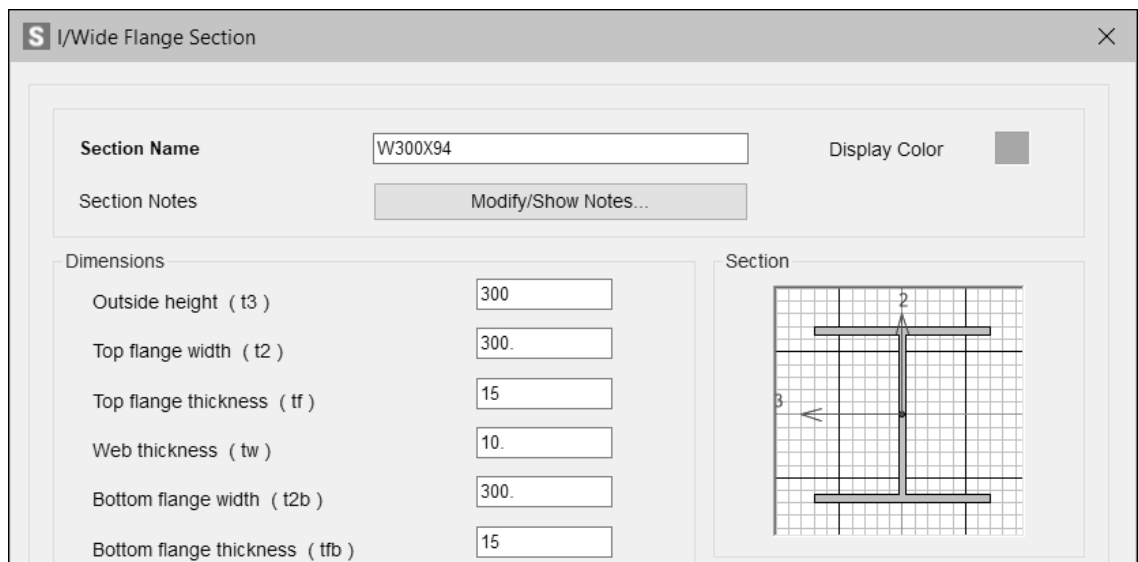 S I/Wide Flange Section
Section Name W300X94 Display Color
Section Notes Modify/Show Notes...
Dimensions
Outside height ( t3 ) 300
Top flange width ( t2 ) 300.
Top flange thickness ( tf ) 15
Web thickness ( tw ) 10.
Bottom flange width ( t2b ) 300.
Bottom flange thickness ( tfb ) 15
Section
2
3